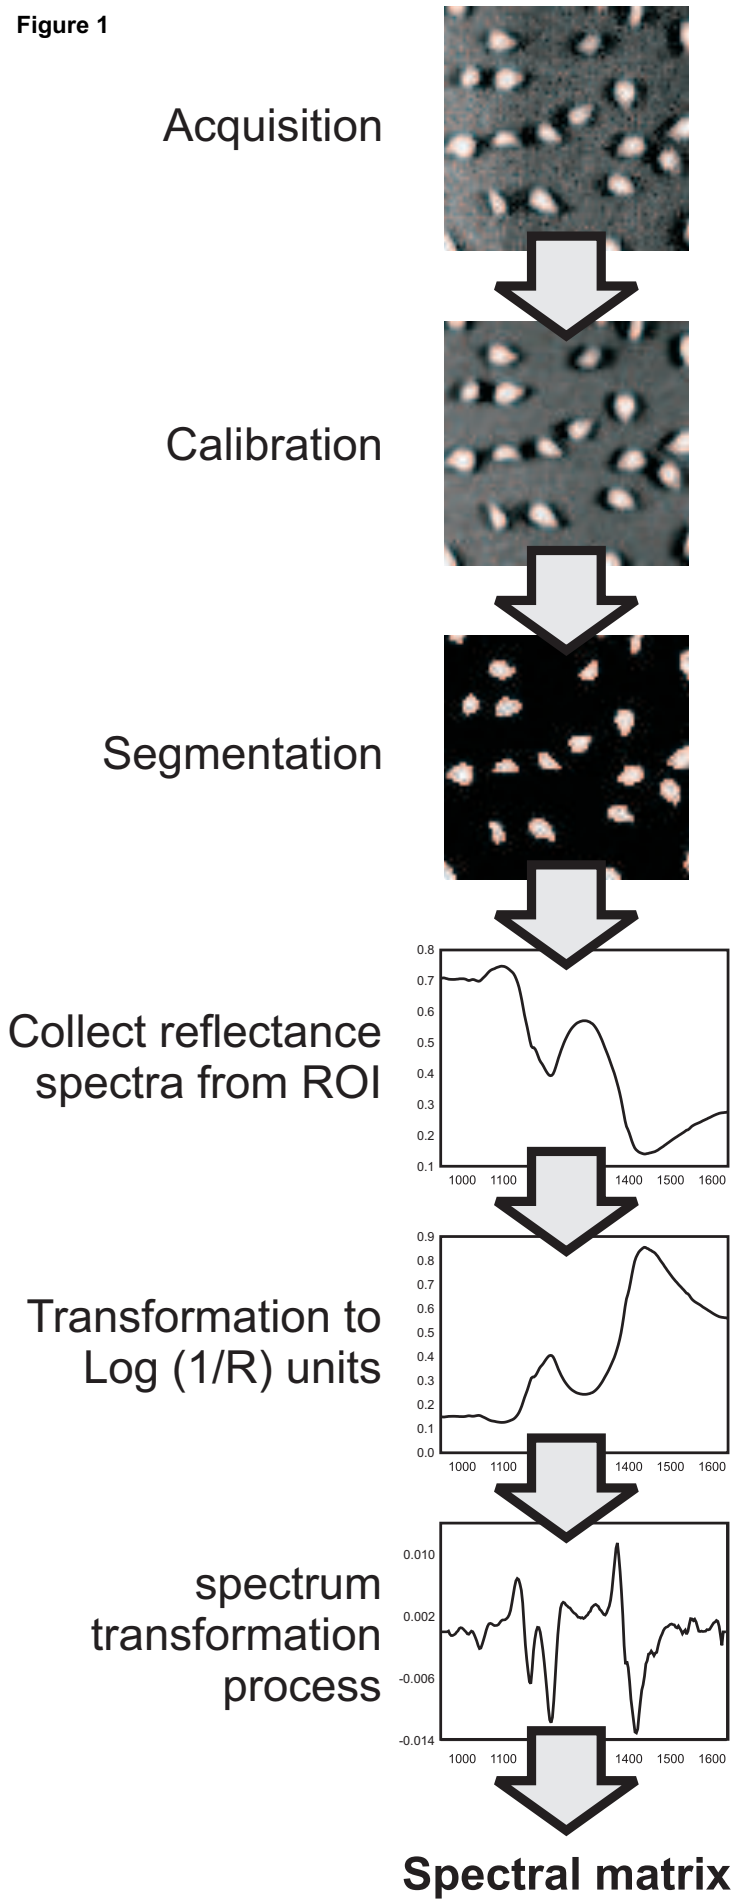 Figure 1
Acquisition
Calibration
Segmentation
Collect reflectance
spectra from ROI
0.8
0.7
0.6
0.5
0.4
0.3
0.2
0.1
1000 1100 1400 1500 1600
Transformation to
Log (1/R) units
0.9
0.8
0.7
0.6
0.5
0.4
0.3
0.2
0.1
0.0
1000 1100 1400 1500 1600
spectrum
transformation
process
0.010
0.002
-0.006
-0.014
1000 1100 1400 1500 1600
Spectral matrix